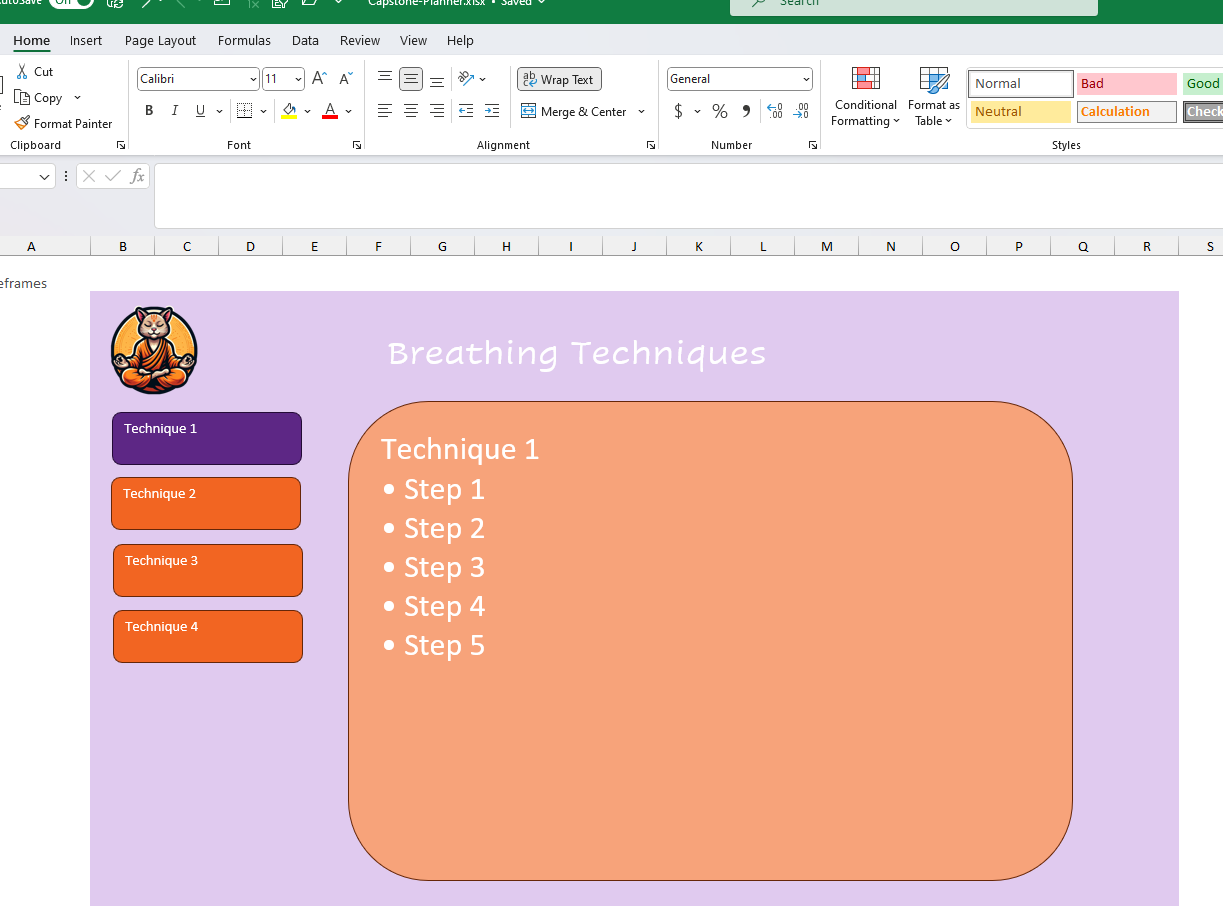 AutoSave On Capstone-Planner.xlsx • Saved Search
Home Insert Page Layout Formulas Data Review View Help
Cut
Copy
Format Painter
Clipboard
Calibri 11
B I U A
Font
Wrap Text
Merge & Center
Alignment
General
$ % ,
Number
Conditional
Formatting
Format as
Table
Normal Bad Good
Neutral Calculation Check
Styles
fx
A B C D E F G H I J K L M N O P Q R S
eframes
Breathing Techniques
Technique 1
Technique 2
Technique 3
Technique 4
Technique 1
• Step 1
• Step 2
• Step 3
• Step 4
• Step 5